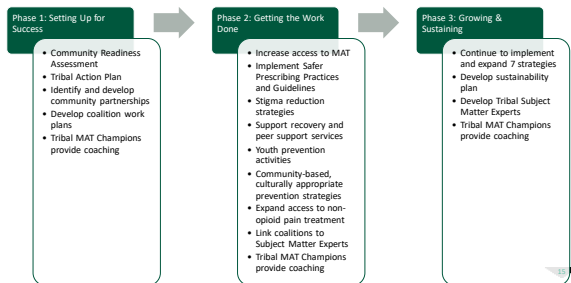 Phase 1: Setting Up for
Success
• Community Readiness
Assessment
• Tribal Action Plan
• Identify and develop
community partnerships
• Develop coalition work
plans
• Tribal MAT Champions
provide coaching
Phase 2: Getting the Work
Done
• Increase access to MAT
• Implement Safer
Prescribing Practices
and Guidelines
• Stigma reduction
strategies
• Support recovery and
peer support services
• Youth prevention
activities
• Community-based,
culturally appropriate
prevention strategies
• Expand access to non-
opioid pain treatment
• Link coalitions to
Subject Matter Experts
• Tribal MAT Champions
provide coaching
Phase 3: Growing &
Sustaining
• Continue to implement
and expand 7 strategies
• Develop sustainability
plan
• Develop Tribal Subject
Matter Experts
• Tribal MAT Champions
provide coaching
15